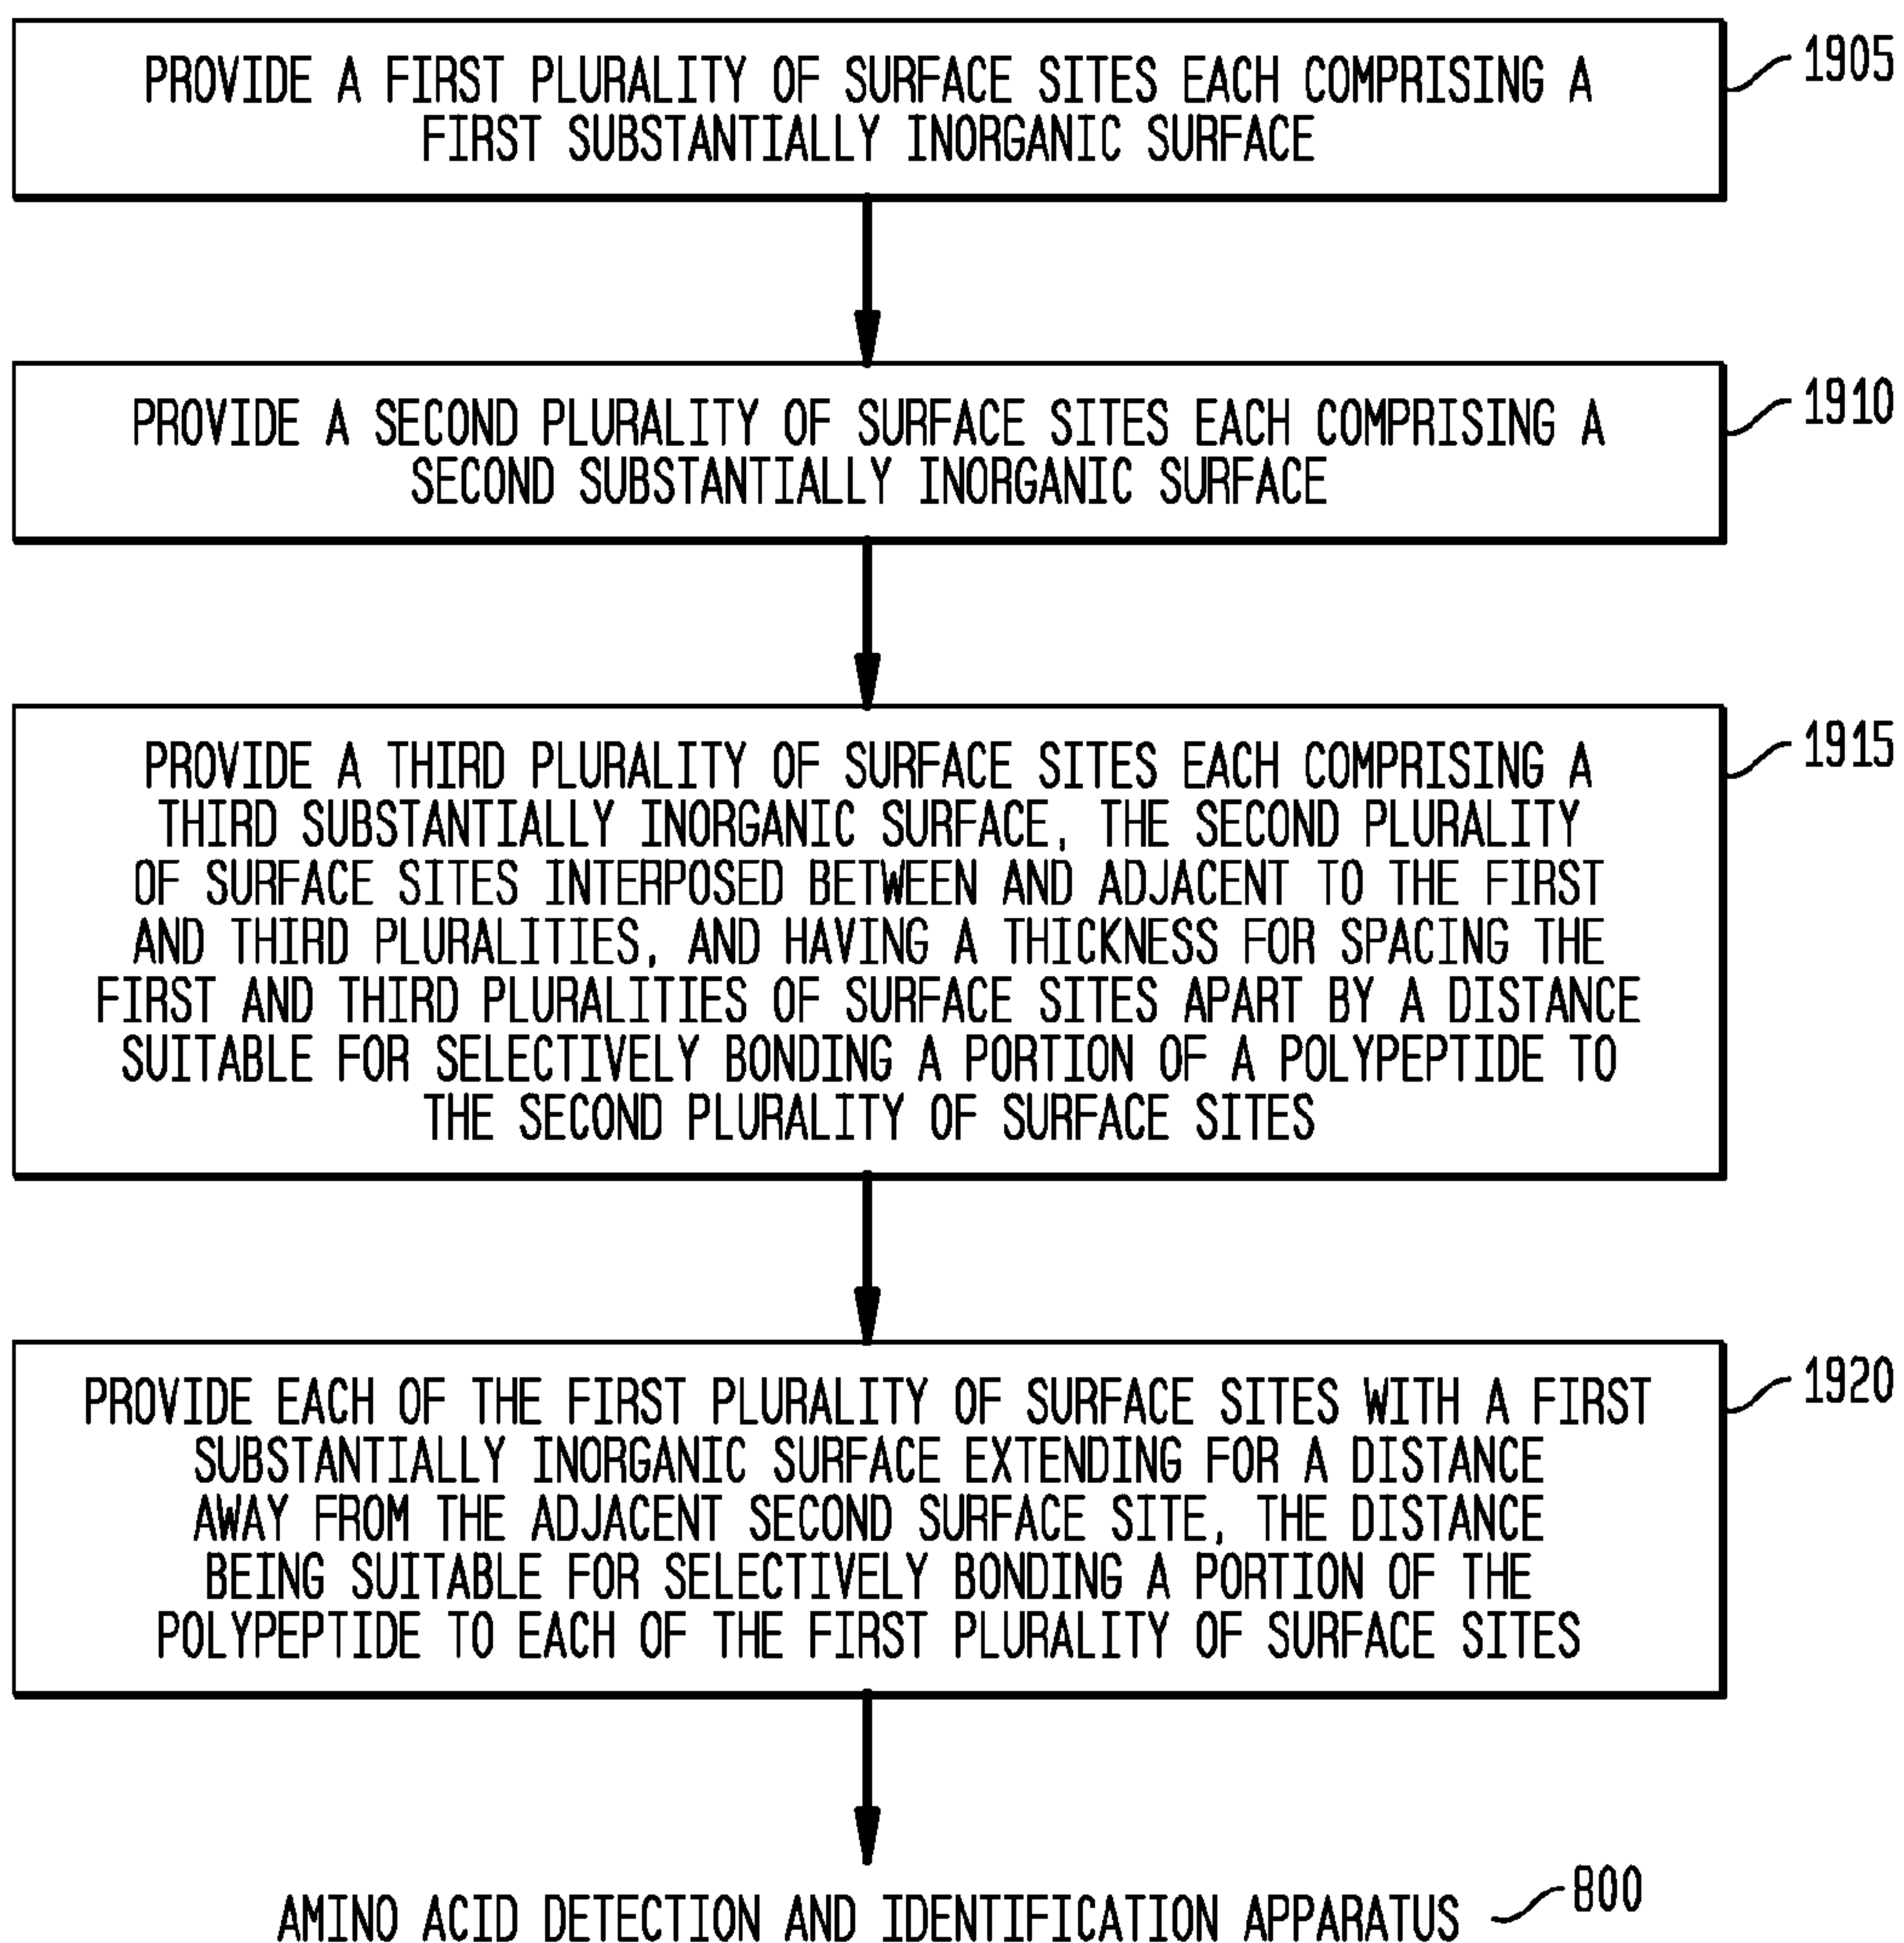 PROVIDE A FIRST PLURALITY OF SURFACE SITES EACH COMPRISING A
FIRST SUBSTANTIALLY INORGANIC SURFACE
1905
PROVIDE A SECOND PLURALITY OF SURFACE SITES EACH COMPRISING A
SECOND SUBSTANTIALLY INORGANIC SURFACE
1910
PROVIDE A THIRD PLURALITY OF SURFACE SITES EACH COMPRISING A
THIRD SUBSTANTIALLY INORGANIC SURFACE, THE SECOND PLURALITY
OF SURFACE SITES INTERPOSED BETWEEN AND ADJACENT TO THE FIRST
AND THIRD PLURALITIES, AND HAVING A THICKNESS FOR SPACING THE
FIRST AND THIRD PLURALITIES OF SURFACE SITES APART BY A DISTANCE
SUITABLE FOR SELECTIVELY BONDING A PORTION OF A POLYPEPTIDE TO
THE SECOND PLURALITY OF SURFACE SITES
1915
PROVIDE EACH OF THE FIRST PLURALITY OF SURFACE SITES WITH A FIRST
SUBSTANTIALLY INORGANIC SURFACE EXTENDING FOR A DISTANCE
AWAY FROM THE ADJACENT SECOND SURFACE SITE, THE DISTANCE
BEING SUITABLE FOR SELECTIVELY BONDING A PORTION OF THE
POLYPEPTIDE TO EACH OF THE FIRST PLURALITY OF SURFACE SITES
1920
AMINO ACID DETECTION AND IDENTIFICATION APPARATUS
800